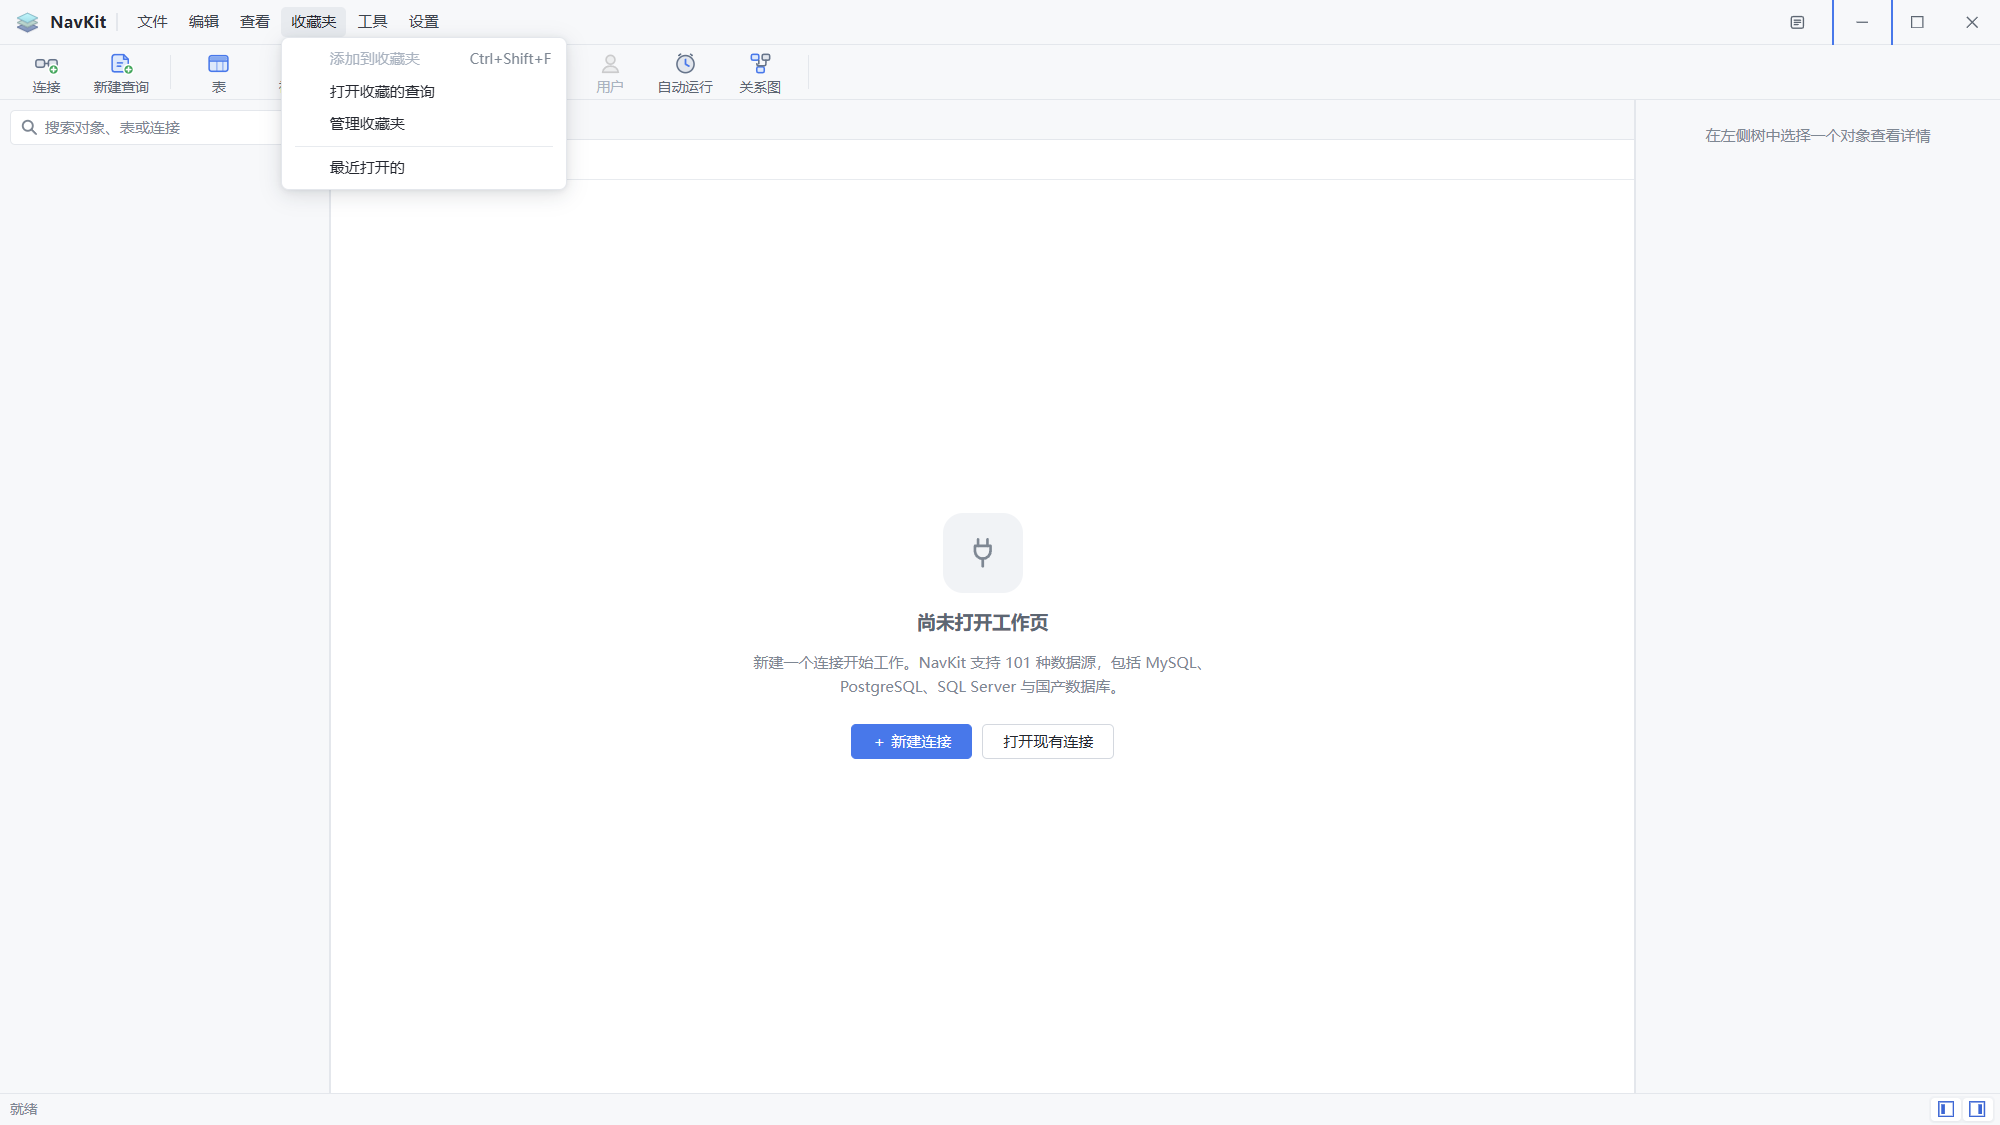 NavKit 文件 编辑 查看 收藏夹 工具 设置
添加到收藏夹 Ctrl+Shift+F
打开收藏的查询
管理收藏夹
最近打开的
连接 新建查询 表 用户 自动运行 关系图
搜索对象、表或连接
在左侧树中选择一个对象查看详情
尚未打开工作页
新建一个连接开始工作。NavKit 支持 101 种数据源，包括 MySQL、
PostgreSQL、SQL Server 与国产数据库。
+ 新建连接 打开现有连接
就绪